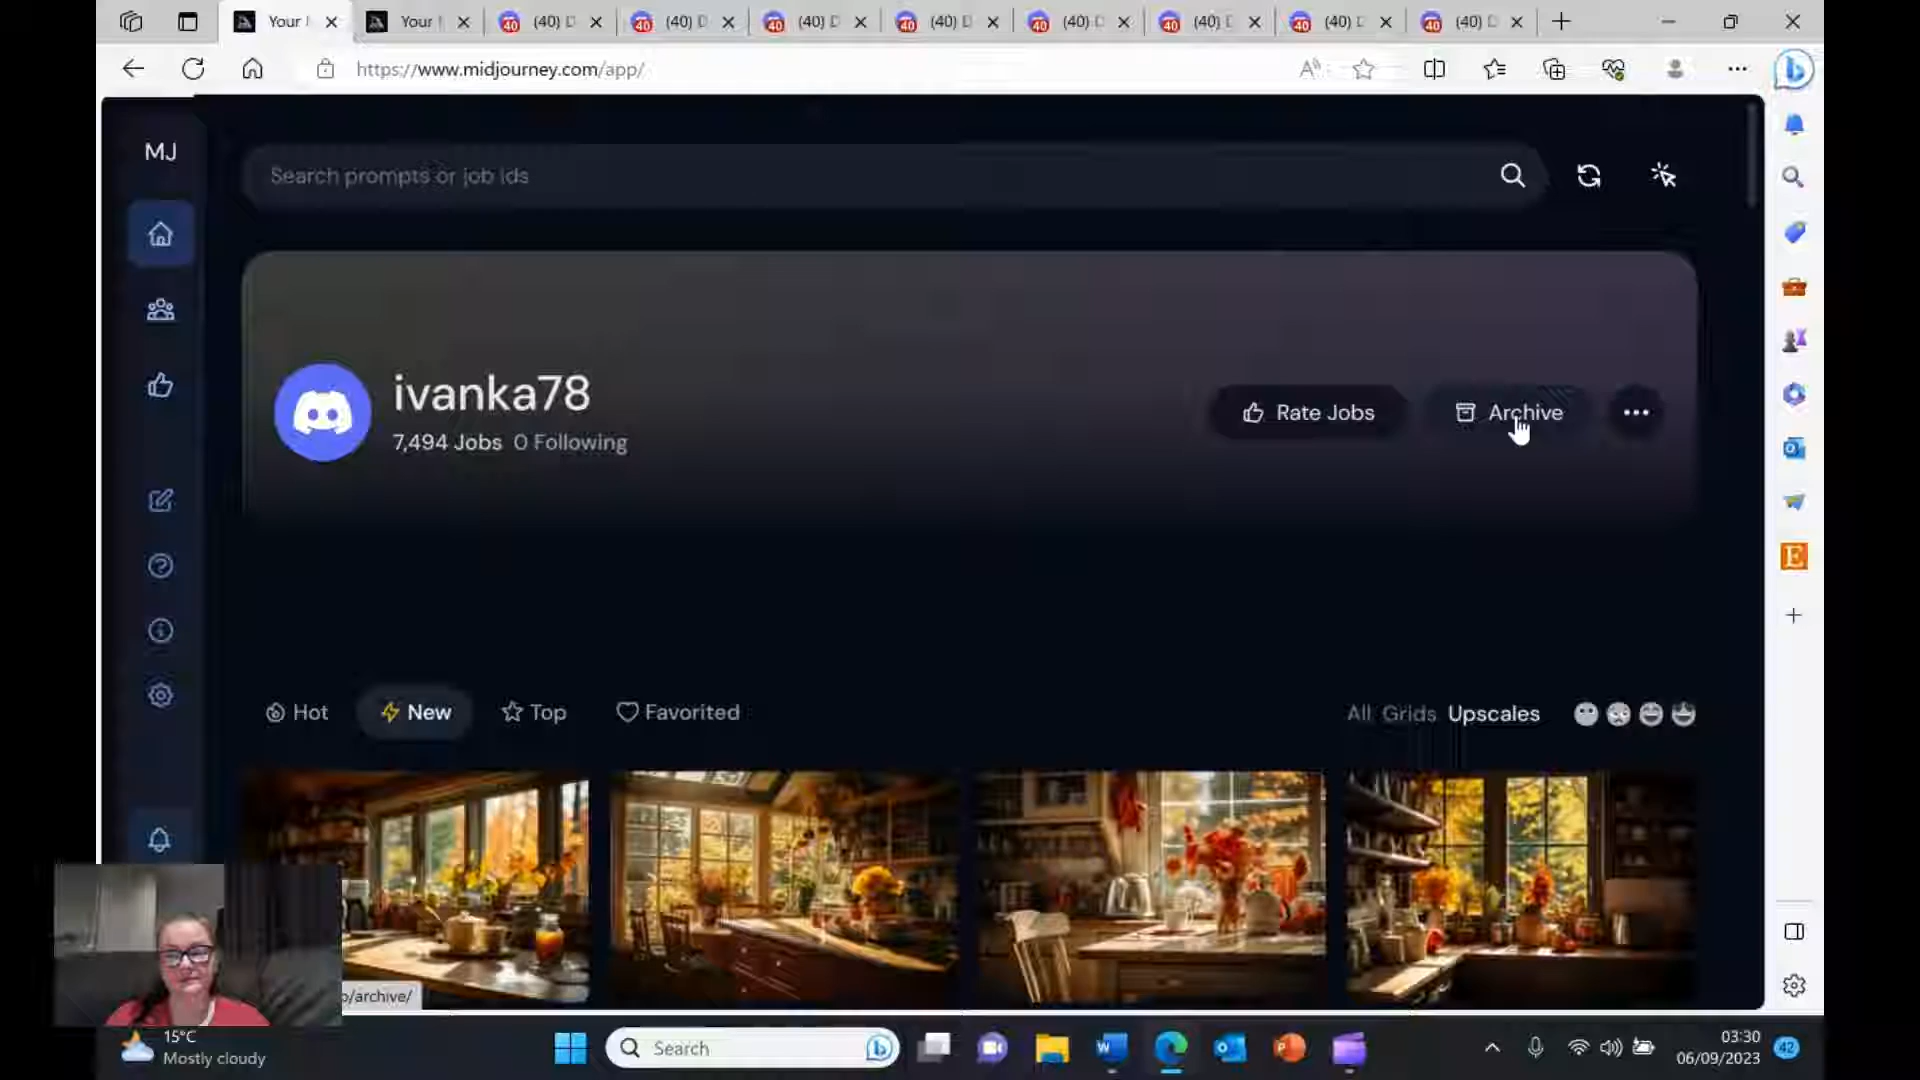 Your
Your
(40)
(40) D
(40)
(40) D
(40)
(40)
(40)
(40)
https://www.midjourney.com/app/
MJ
Search prompts or job ids
ivanka78
7,494 Jobs 0 Following
Rate Jobs
Archive
Hot
New
Top
Favorited
All Grids Upscales
/archive/
15°C
Mostly cloudy
Search
03:30
06/09/2023
42